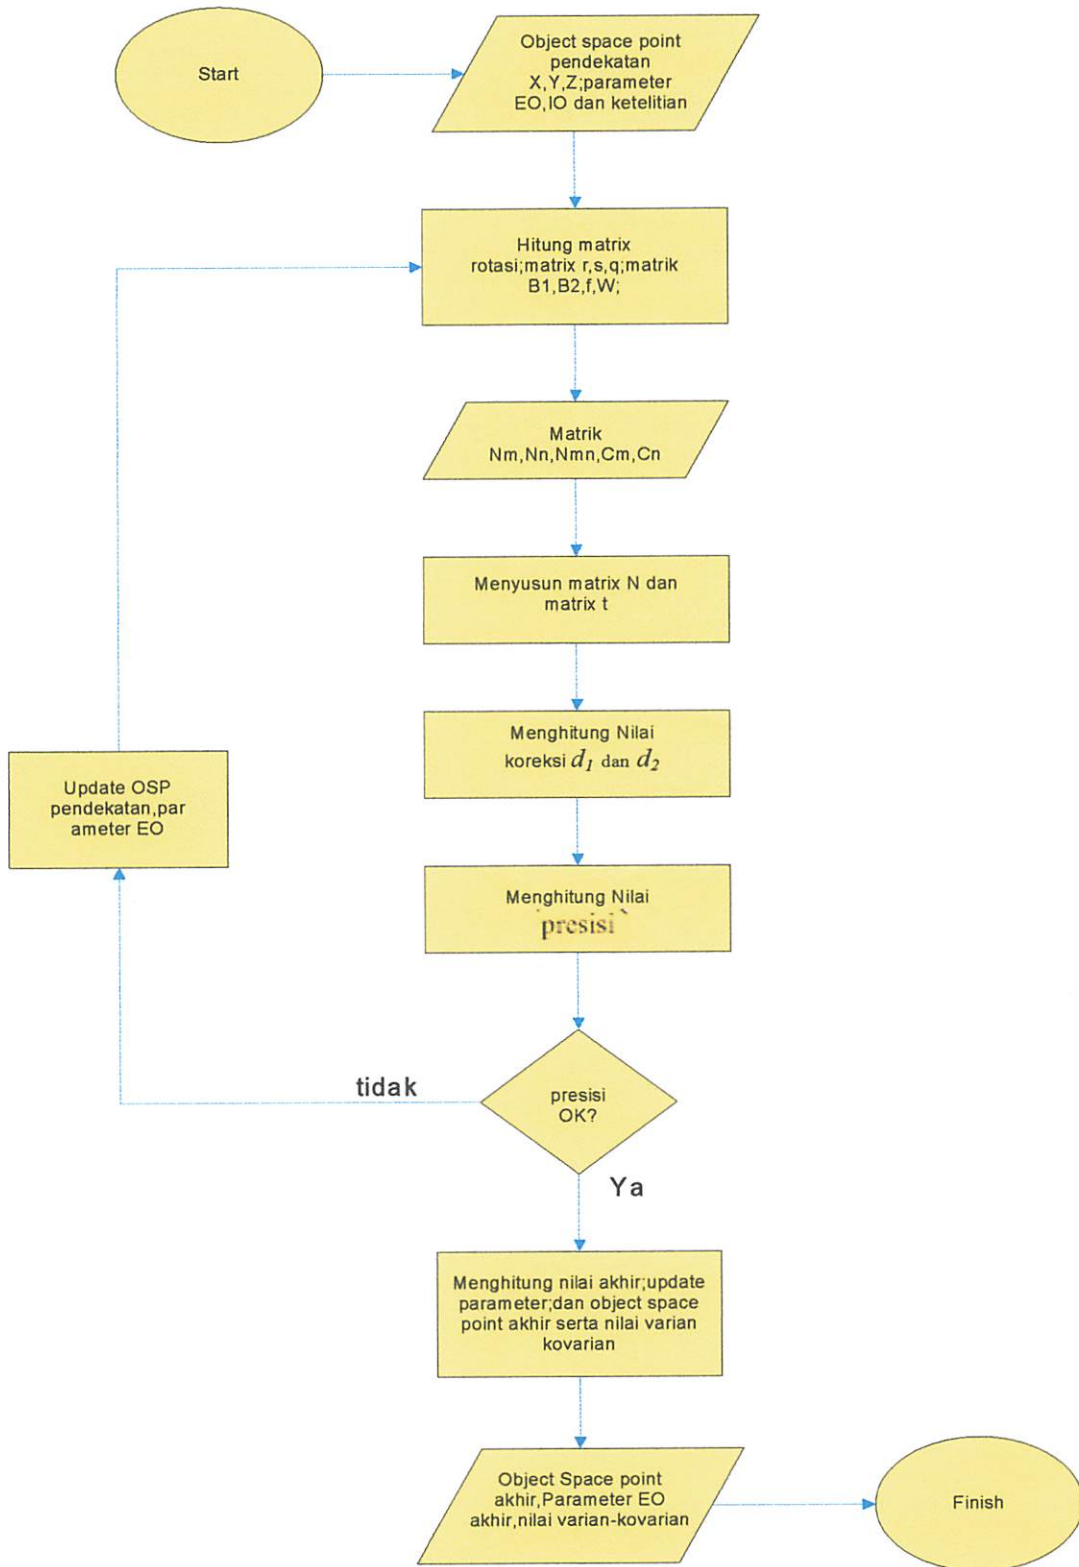 Start
Object space point
pendekatan
X,Y,Z;parameter
EO,IO dan ketelitian
Hitung matrix
rotasi;matrix r,s,q;matrik
B1,B2,f,W;
Matrik
Nm,Nn,Nmn,Cm,Cn
Menyusun matrix N dan
matrix t
Menghitung Nilai
koreksi d1 dan d2
Update OSP
pendekatan,par
ameter EO
Menghitung Nilai
'presisi`
tidak
presisi
OK?
Ya
Menghitung nilai akhir;update
parameter;dan object space
point akhir serta nilai varian
kovarian
Object Space point
akhir,Parameter EO
akhir,nilai varian-kovarian
Finish